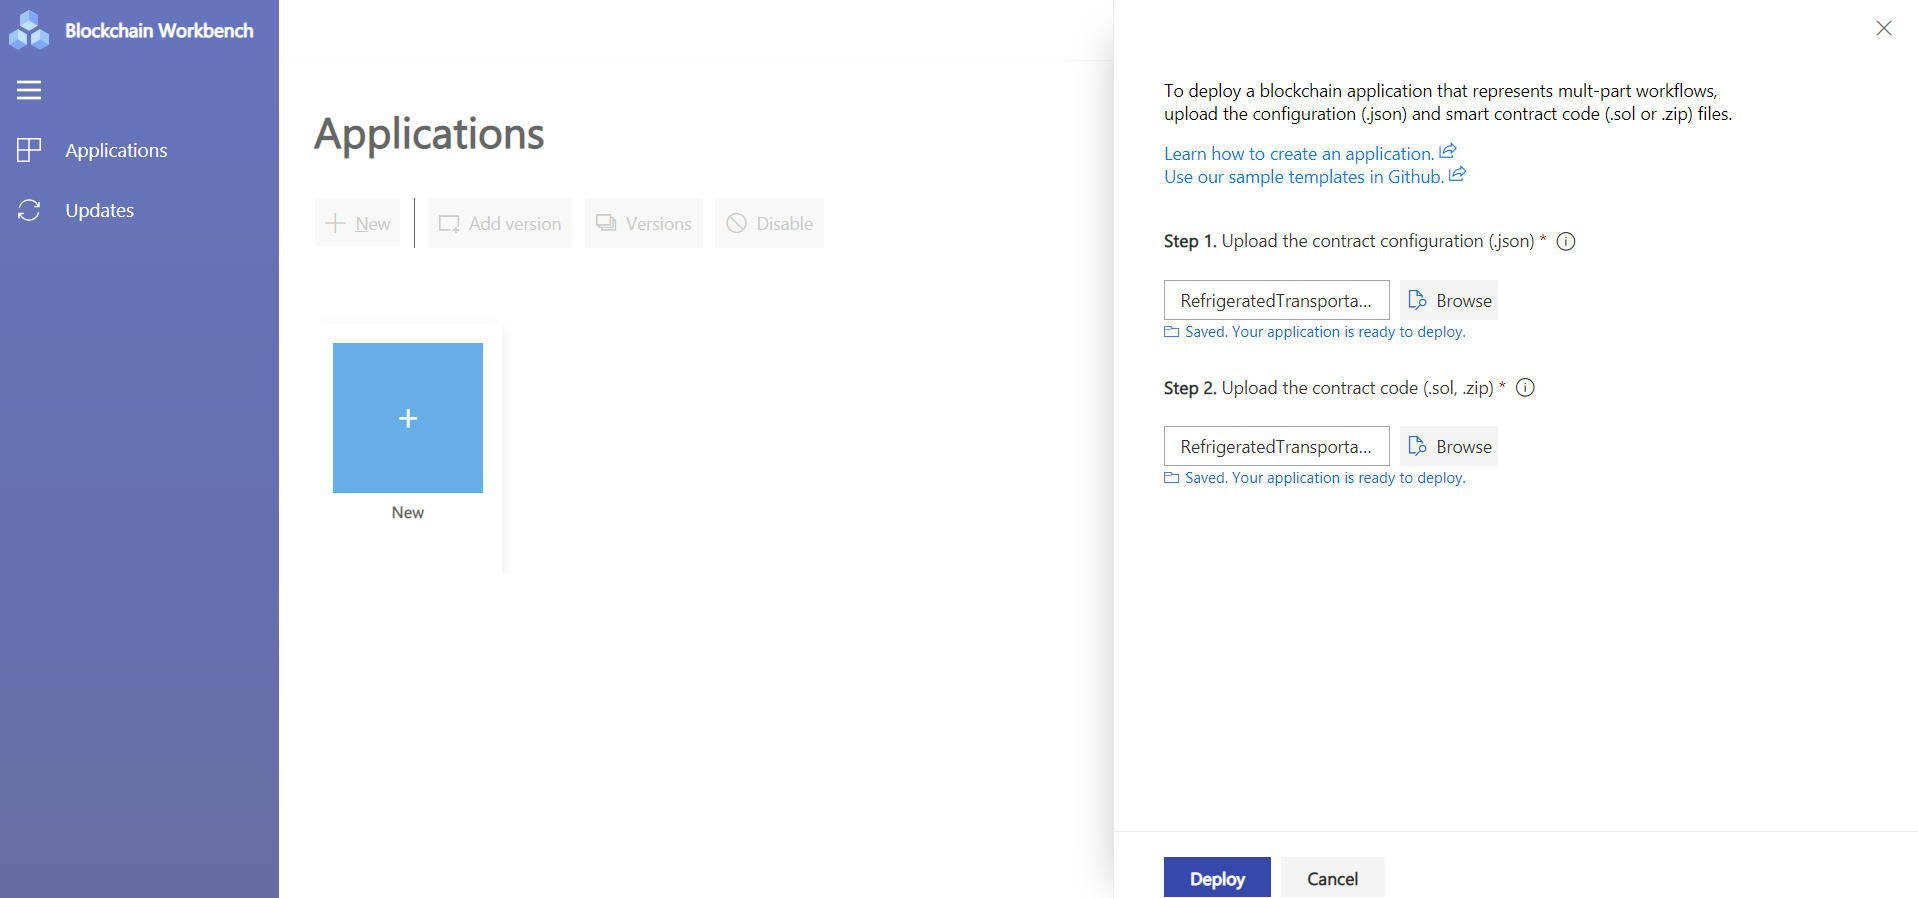 Blockchain Workbench
Applications
Updates
Applications
New
Add version
Versions
Disable
New
To deploy a blockchain application that represents mult-part workflows,
upload the configuration (.json) and smart contract code (.sol or .zip) files.
Learn how to create an application.
Use our sample templates in Github.
Step 1. Upload the contract configuration (.json) *
RefrigeratedTransporta...
Browse
Saved. Your application is ready to deploy.
Step 2. Upload the contract code (.sol, .zip) *
RefrigeratedTransporta...
Browse
Saved. Your application is ready to deploy.
Deploy
Cancel